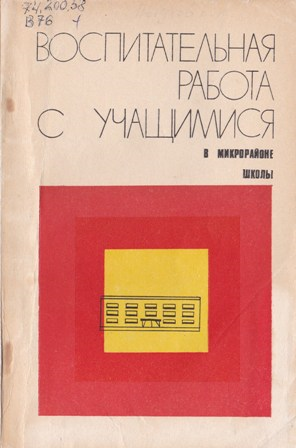 74.200.58
В76
ВОСПИТАТЕЛЬНАЯ
РАБОТА
С УЧАЩИМИСЯ
В МИКРОРАЙОНЕ
ШКОЛЫ